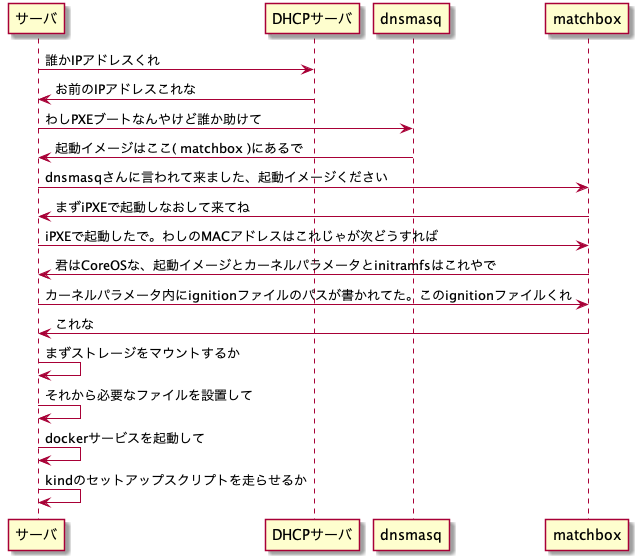 サーバ
DHCPサーバ
dnsmasq
matchbox
誰かIPアドレスくれ
お前のIPアドレスこれな
わしPXEブートなんやけど誰か助けて
起動イメージはここ( matchbox )にあるで
dnsmasqさんに言われて来ました、起動イメージください
まずiPXEで起動しなおして来てね
iPXEで起動したで。わしのMACアドレスはこれじゃが次どうすれば
君はCoreOSな、起動イメージとカーネルパラメータとinitramfsはこれやで
カーネルパラメータ内にignitionファイルのパスが書かれてた。このignitionファイルくれ
これな
まずストレージをマウントするか
それから必要なファイルを設置して
dockerサービスを起動して
kindのセットアップスクリプトを走らせるか
サーバ
DHCPサーバ
dnsmasq
matchbox